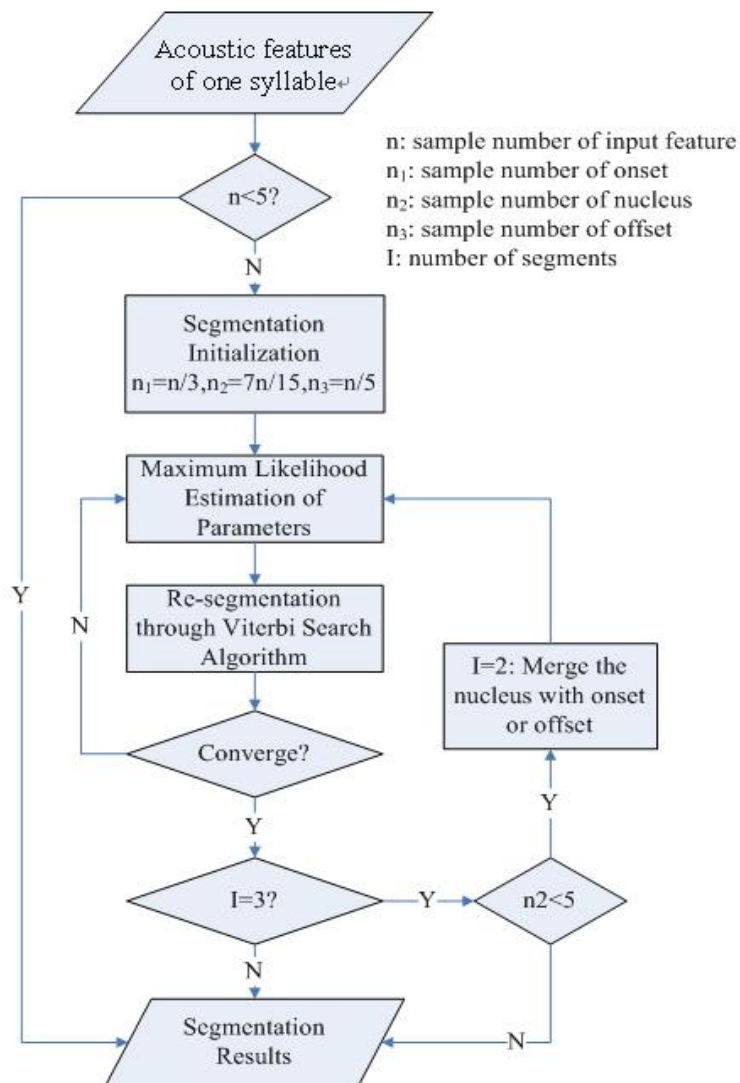 Acoustic features
of one syllable↵
n: sample number of input feature
n₁: sample number of onset
n₂: sample number of nucleus
n₃: sample number of offset
I: number of segments
n<5?
N
Segmentation
Initialization
n₁=n/3,n₂=7n/15,n₃=n/5
Maximum Likelihood
Estimation of
Parameters
Y
N
Re-segmentation
through Viterbi Search
Algorithm
I=2: Merge the
nucleus with onset
or offset
Converge?
Y
Y
I=3?
Y
n2<5
N
Segmentation
Results
N